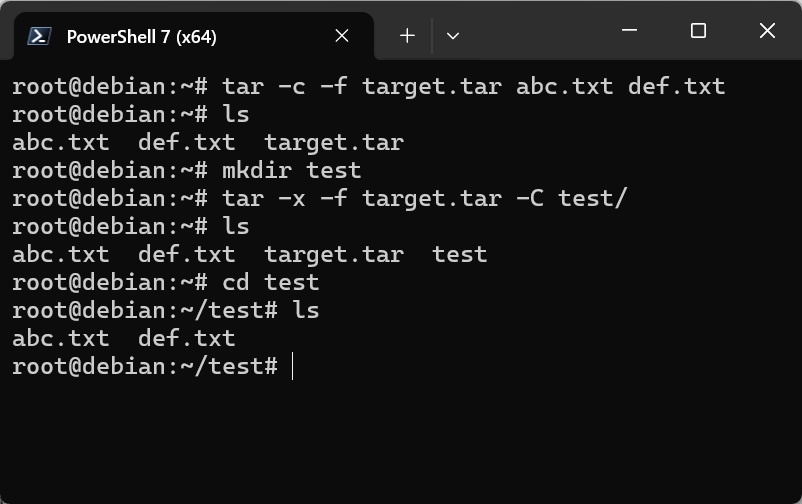 PowerShell 7 (x64)
root@debian:~# tar -c -f target.tar abc.txt def.txt
root@debian:~# ls
abc.txt  def.txt  target.tar
root@debian:~# mkdir test
root@debian:~# tar -x -f target.tar -C test/
root@debian:~# ls
abc.txt  def.txt  target.tar  test
root@debian:~# cd test
root@debian:~/test# ls
abc.txt  def.txt
root@debian:~/test#